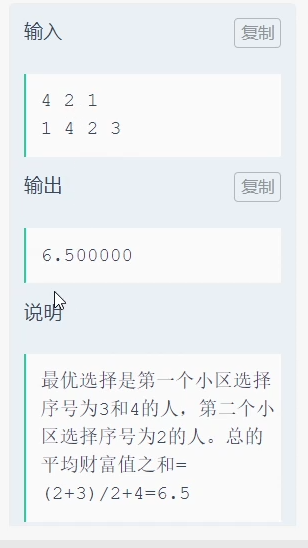 输入
复制
4 2 1
1 4 2 3
输出
复制
6.500000
说明
最优选择是第一个小区选择
序号为3和4的人，第二个小
区选择序号为2的人。总的
平均财富值之和=
(2+3)/2+4=6.5